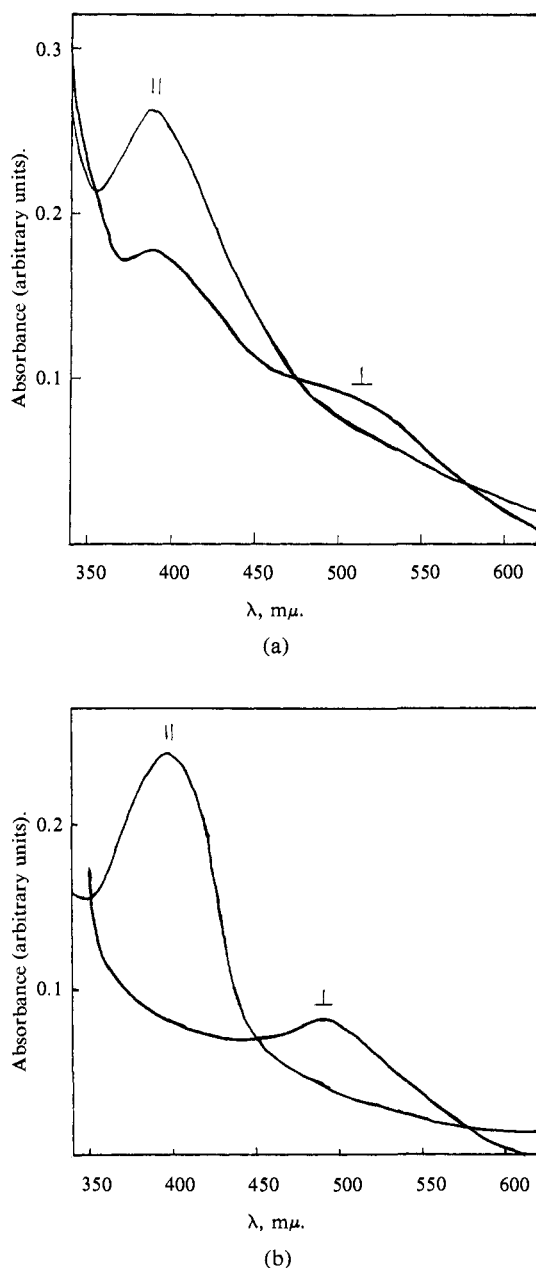 0.3
||
0.2
Absorbance (arbitrary units).
⊥
0.1
350 400 450 500 550 600
λ, mμ.
(a)
||
0.2
Absorbance (arbitrary units).
⊥
0.1
350 400 450 500 550 600
λ, mμ.
(b)